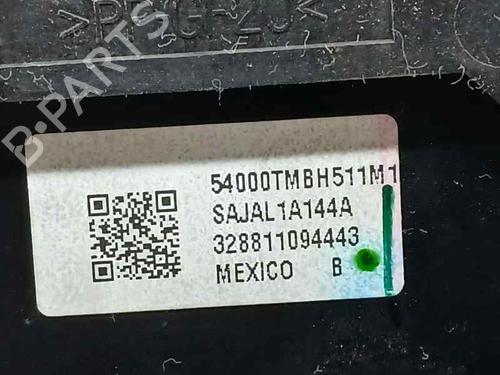 B-PARTS
54000TMBH511M1
SAJAL1A144A
328811094443
MEXICO B